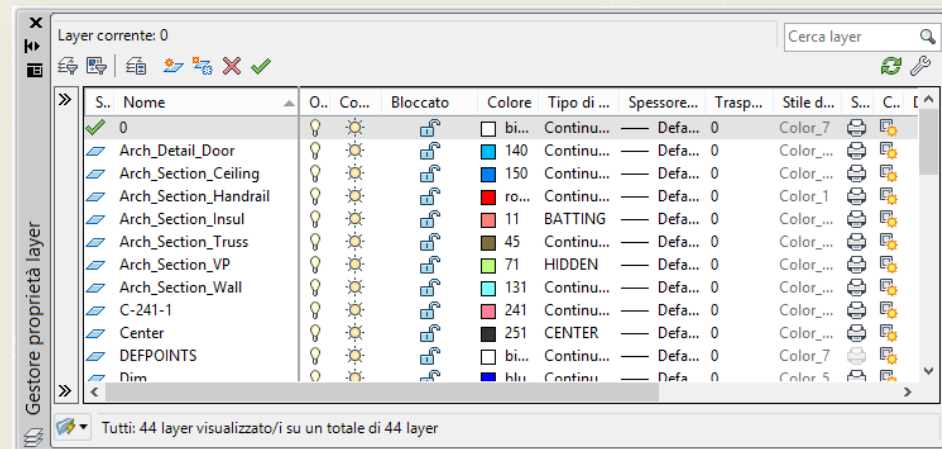 Layer corrente: 0
Cerca layer
S.. Nome O.. Co... Bloccato Colore Tipo di ... Spessore... Trasp... Stile d... S... C..
0 bi... Continu... Defa... 0 Color_7
Arch_Detail_Door 140 Continu... Defa... 0 Color_...
Arch_Section_Ceiling 150 Continu... Defa... 0 Color_...
Arch_Section_Handrail ro... Continu... Defa... 0 Color_1
Arch_Section_Insul 11 BATTING Defa... 0 Color_...
Arch_Section_Truss 45 Continu... Defa... 0 Color_...
Arch_Section_VP 71 HIDDEN Defa... 0 Color_...
Arch_Section_Wall 131 Continu... Defa... 0 Color_...
C-241-1 241 Continu... Defa... 0 Color_...
Center 251 CENTER Defa... 0 Color_...
DEFPOINTS bi... Continu... Defa... 0 Color_7
Dim blu Continu... Defa... 0 Color_5
Tutti: 44 layer visualizzato/i su un totale di 44 layer
Gestore proprietà layer